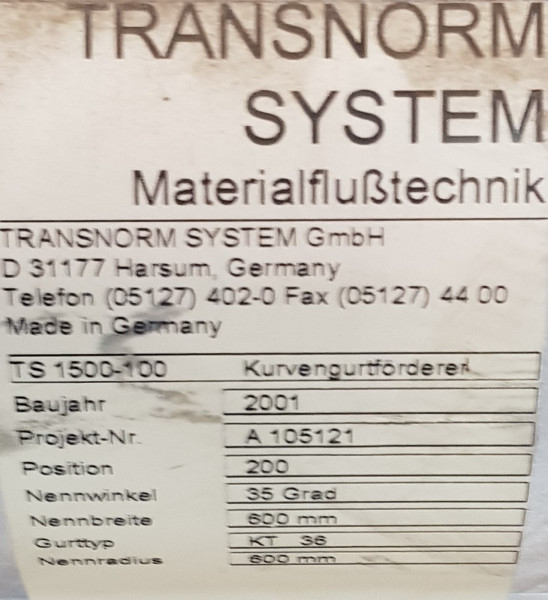 TRANSNORM
SYSTEM
Materialflußtechnik
TRANSNORM SYSTEM GmbH
D 31177 Harsum, Germany
Telefon (05127) 402-0 Fax (05127) 44 00
Made in Germany
TS 1500-100 Kurvengurtförderer
Baujahr 2001
Projekt-Nr. A 105121
Position 200
Nennwinkel 35 Grad
Nennbreite 600 mm
Gurttyp KT 36
Nennradius 600 mm